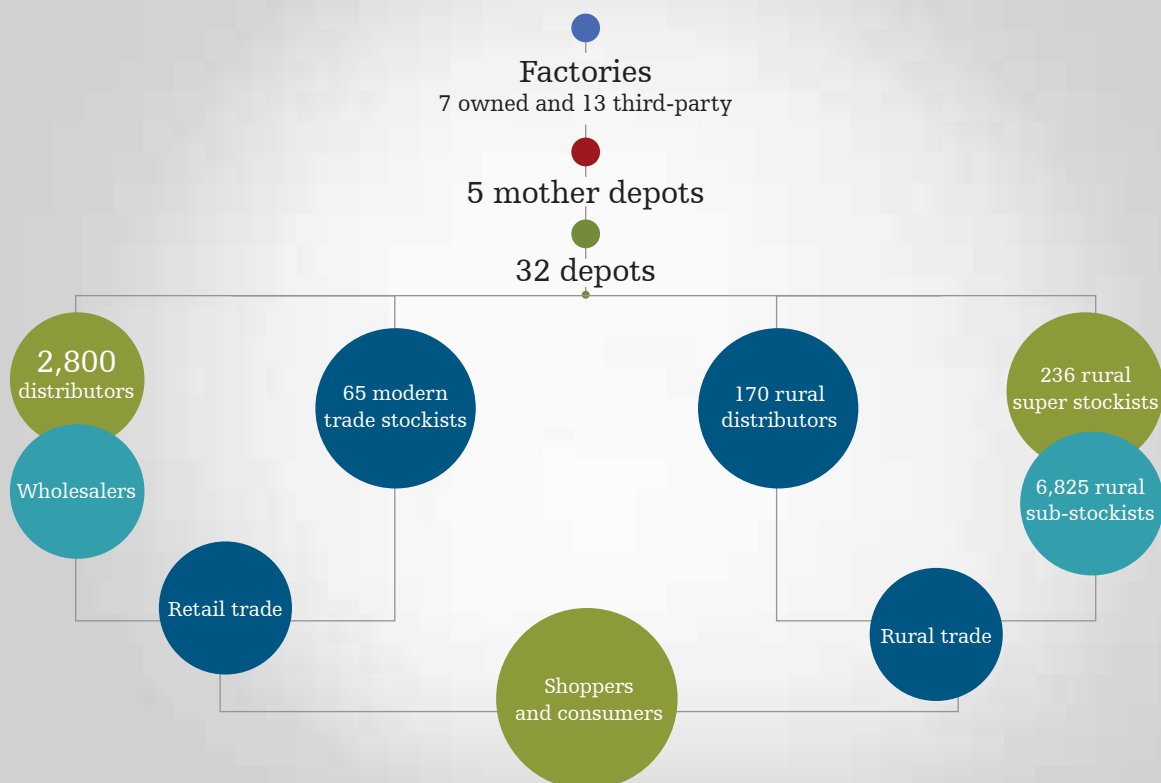 Factories
7 owned and 13 third-party
5 mother depots
32 depots
2,800
distributors
Wholesalers
65 modern
trade stockists
170 rural
distributors
236 rural
super stockists
6,825 rural
sub-stockists
Retail trade
Rural trade
Shoppers
and consumers